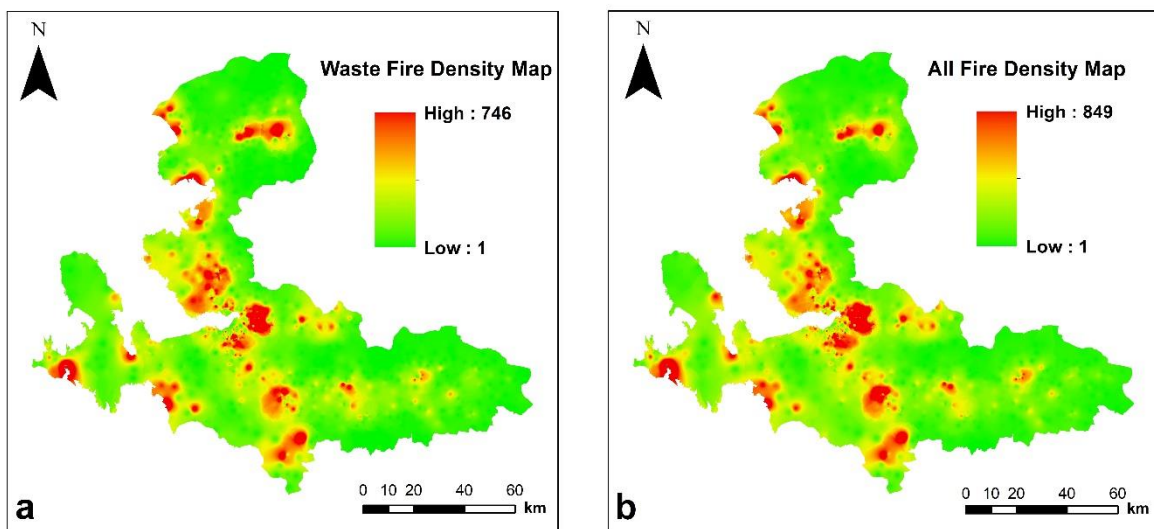 N
Waste Fire Density Map
High : 746
Low : 1
0 10 20 40 60
km
a
N
All Fire Density Map
High : 849
Low : 1
0 10 20 40 60
km
b